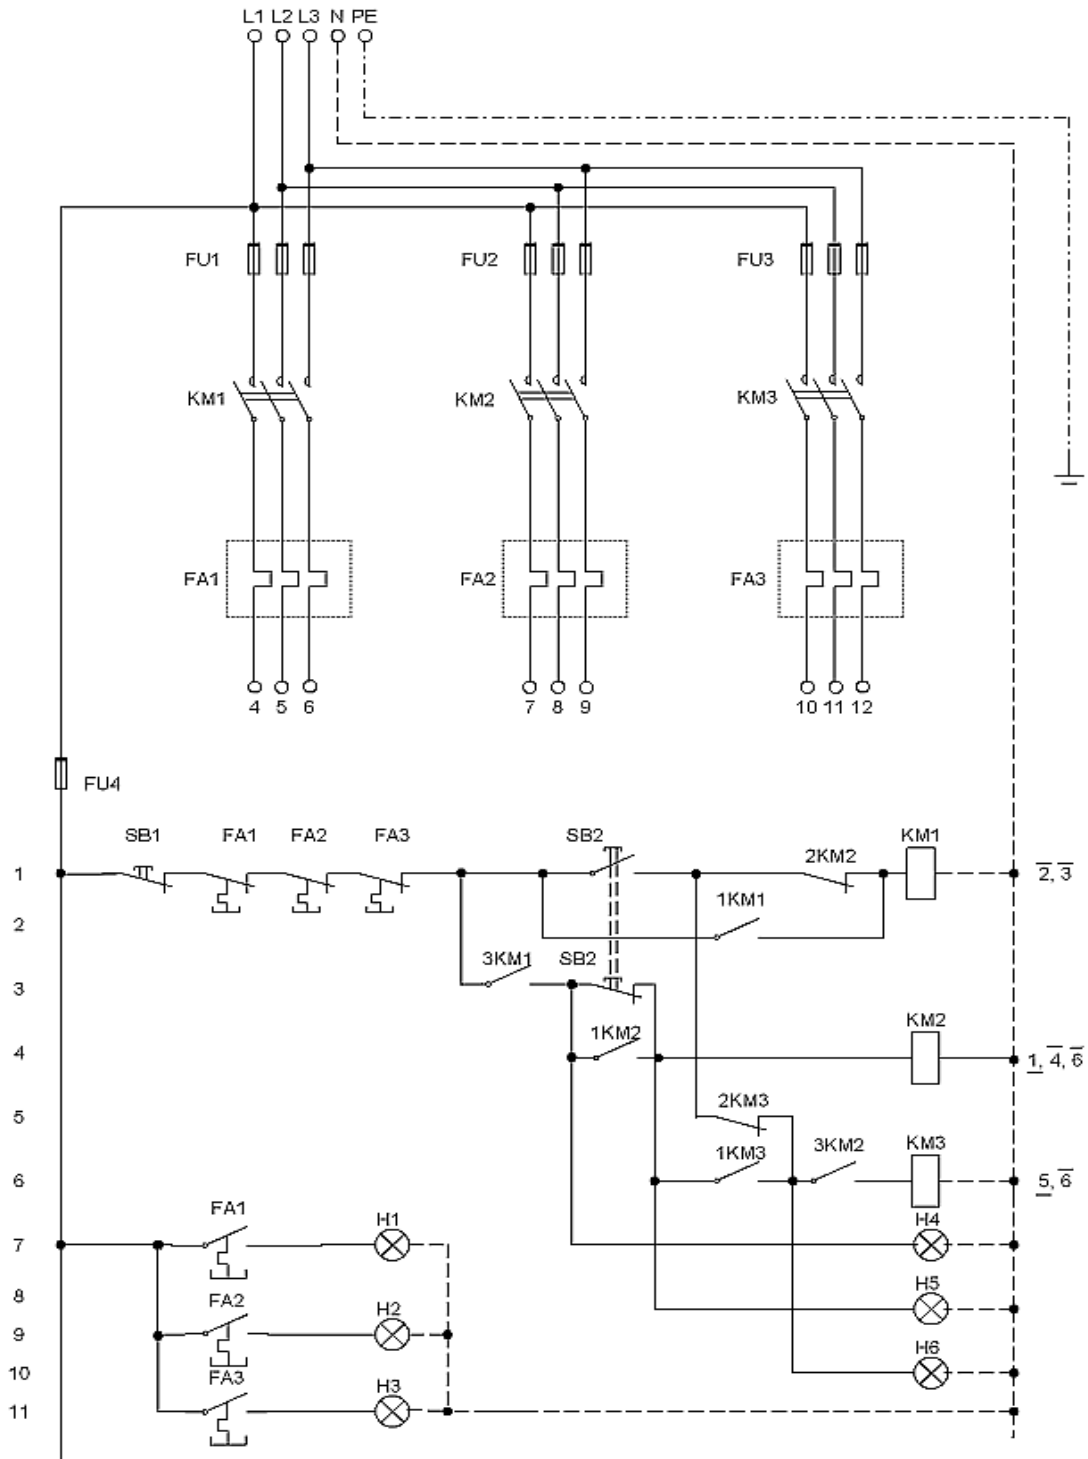 L1 L2 L3 N PE
FU1 FU2 FU3
KM1 KM2 KM3
FA1 FA2 FA3
4 5 6 7 8 9 10 11 12
FU4
SB1 FA1 FA2 FA3 SB2 KM1
1 2KM2 2, 3
2 1KM1
3 3KM1 SB2
4 1KM2 KM2 1, 4, 6
5 2KM3
6 1KM3 3KM2 KM3 5, 6
7 FA1 H1 H4
8 H5
9 FA2 H2
10 H6
11 FA3 H3